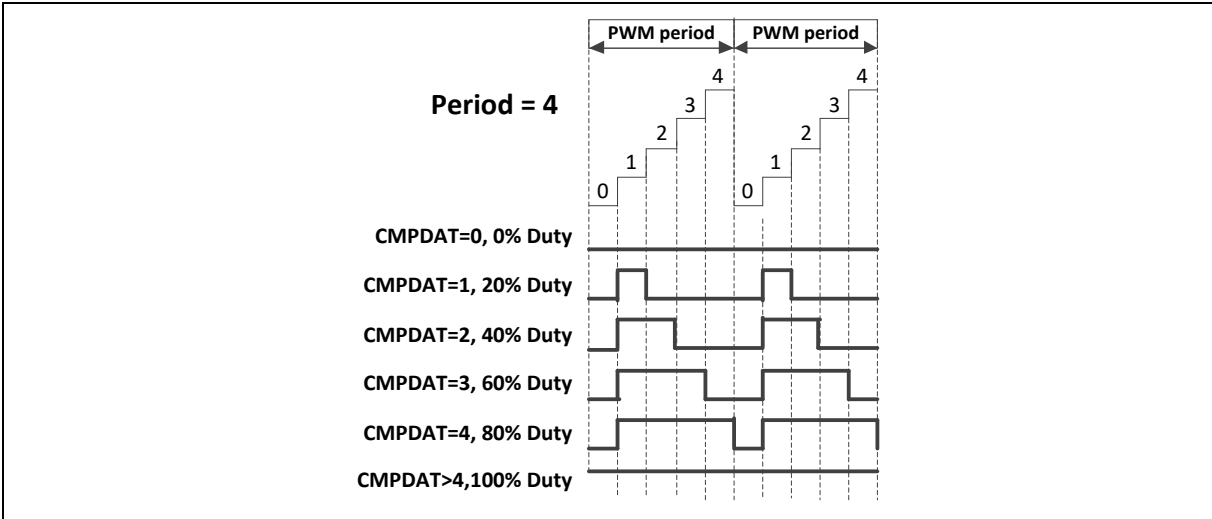 PWM period PWM period
4 4
Period = 4 3 3
2 2
1 1
0 0
CMPDAT=0, 0% Duty
CMPDAT=1, 20% Duty
CMPDAT=2, 40% Duty
CMPDAT=3, 60% Duty
CMPDAT=4, 80% Duty
CMPDAT>4,100% Duty